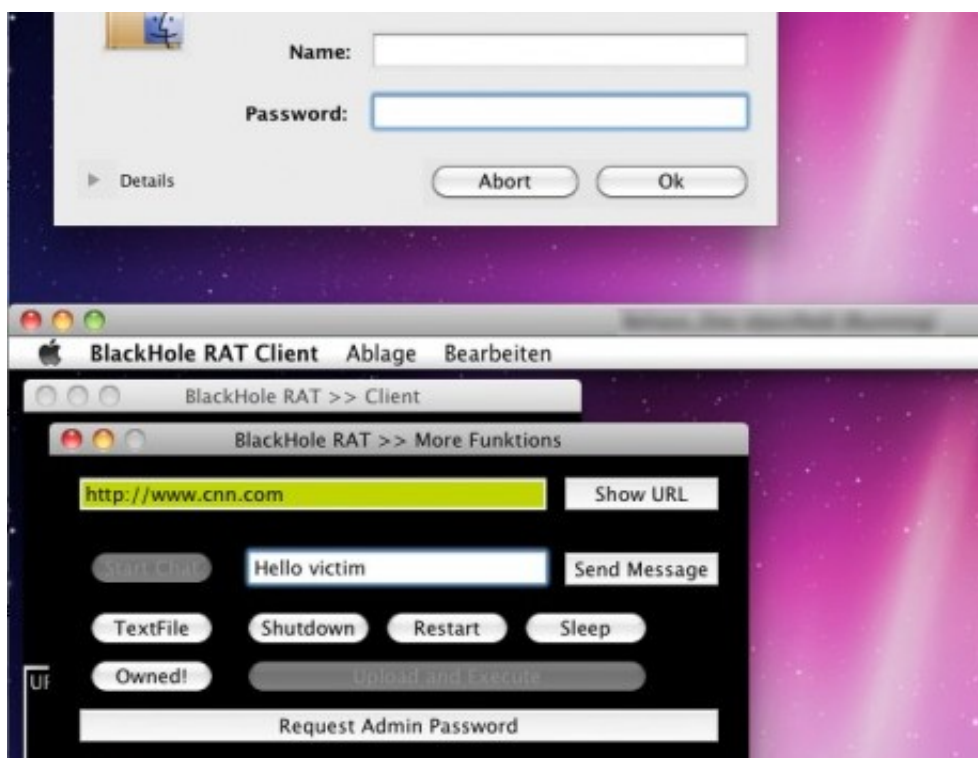 Name:
Password:
Details Abort Ok
BlackHole RAT Client Ablage Bearbeiten
BlackHole RAT >> Client
BlackHole RAT >> More Funktions
http://www.cnn.com Show URL
Start Chat Hello victim Send Message
TextFile Shutdown Restart Sleep
Owned! Upload and Execute
Request Admin Password